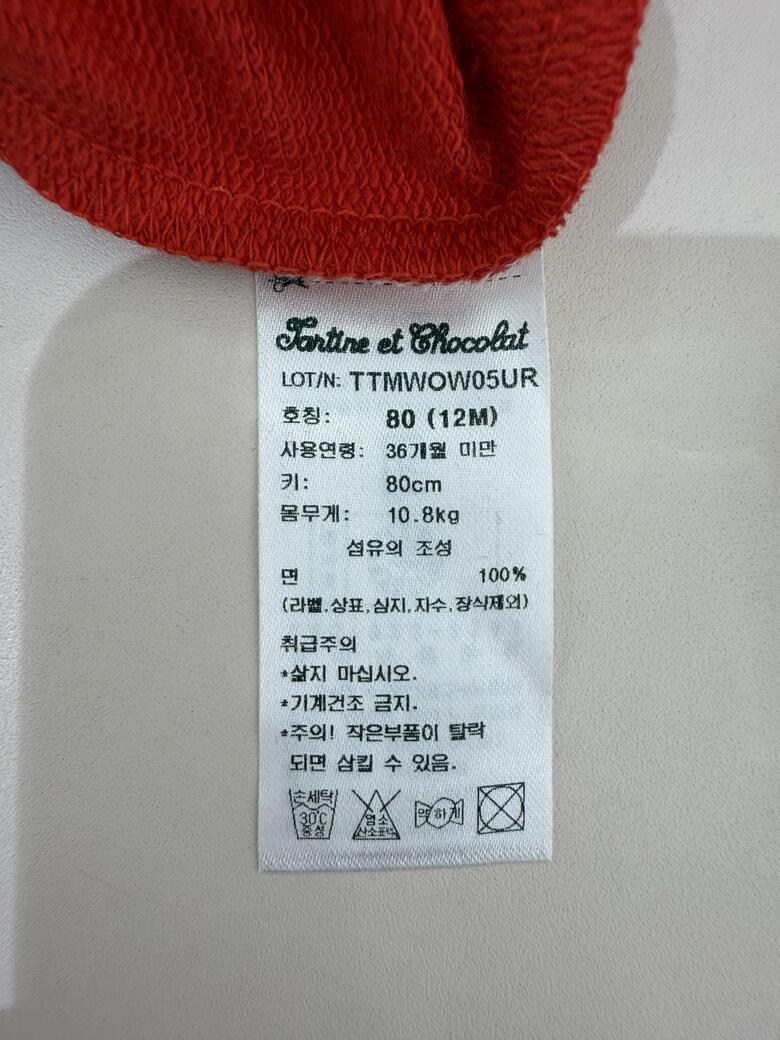 Tartine et Chocolat
LOT/N: TTMWOW05UR
호칭: 80 (12M)
사용연령: 36개월 미만
키: 80cm
몸무게: 10.8kg
섬유의 조성
면 100%
(라벨,상표,심지,자수,장식제외)
취급주의
*삶지 마십시오.
*기계건조 금지.
*주의! 작은부품이 탈락
되면 삼킬 수 있음.
손세탁 30℃ 중성
염소 산소표백
약하게